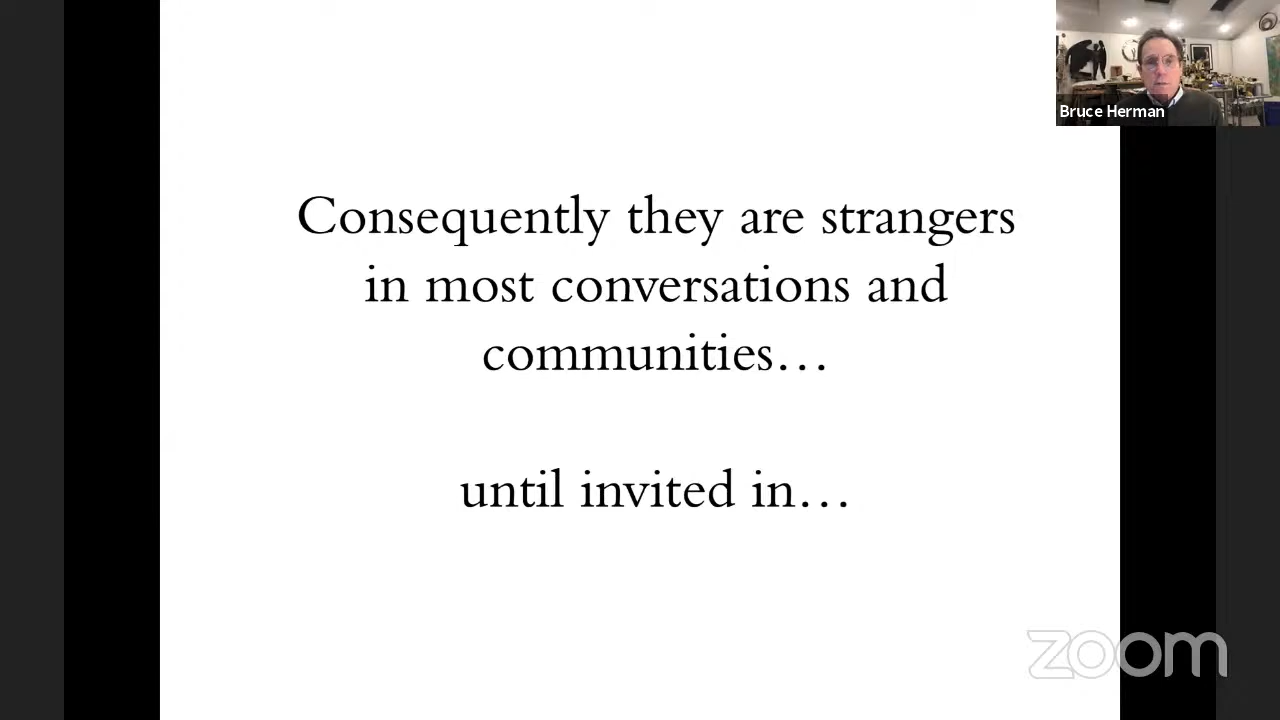 Bruce Herman
Consequently they are strangers
in most conversations and
communities…
until invited in…
zoom